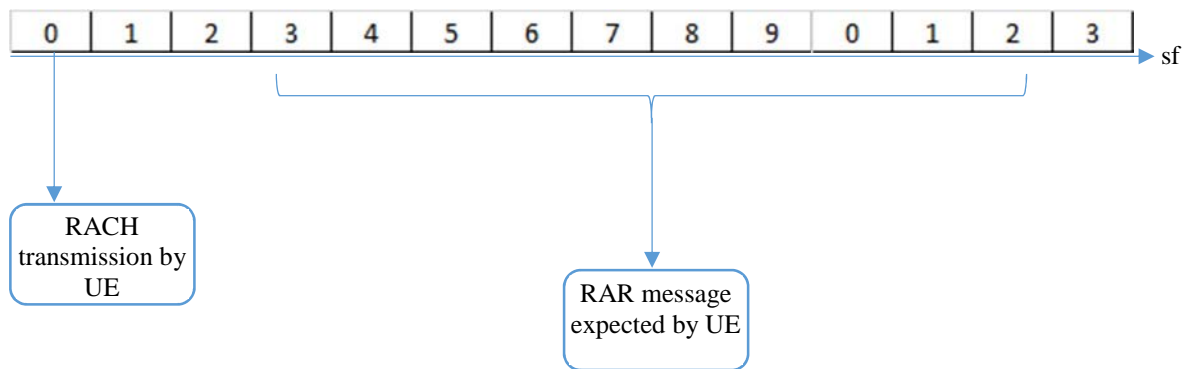 0 1 2 3 4 5 6 7 8 9 0 1 2 3
sf
RACH
transmission by
UE
RAR message
expected by UE